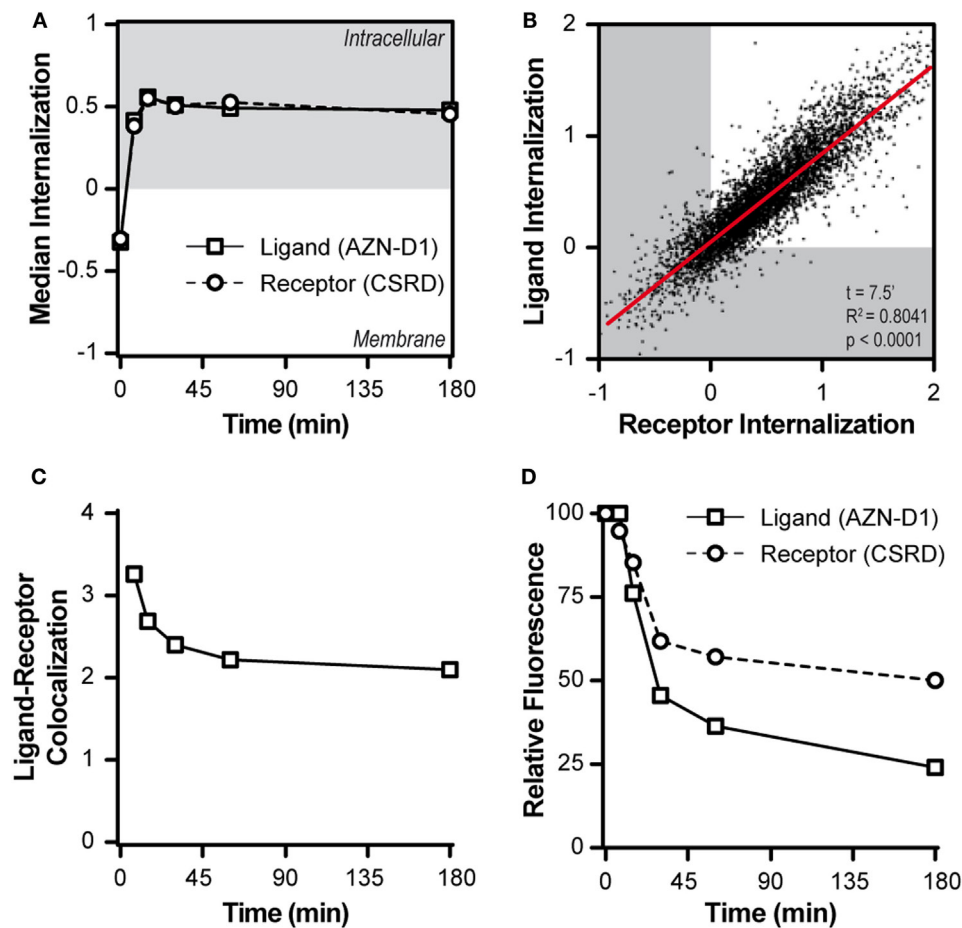 A
Median Internalization
1
0.5
0
-0.5
-1
Intracellular
Ligand (AZN-D1)
Receptor (CSRD)
Membrane
0
45
90
135
180
Time (min)
B
Ligand Internalization
2
1
0
-1
t = 7.5'
R² = 0.8041
p < 0.0001
-1
0
1
2
Receptor Internalization
C
Ligand-Receptor
Colocalization
4
3
2
1
0
0
45
90
135
180
Time (min)
D
Relative Fluorescence
100
75
50
25
0
Ligand (AZN-D1)
Receptor (CSRD)
0
45
90
135
180
Time (min)